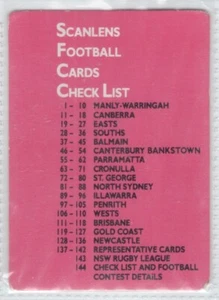 SCANLENS
FOOTBALL
CARDS
CHECK LIST
1 - 10 MANLY-WARRINGAH
11 - 18 CANBERRA
19 - 27 EASTS
28 - 36 SOUTHS
37 - 45 BALMAIN
46 - 54 CANTERBURY BANKSTOWN
55 - 62 PARRAMATTA
63 - 71 CRONULLA
72 - 80 ST. GEORGE
81 - 88 NORTH SYDNEY
89 - 96 ILLAWARRA
97 - 105 PENRITH
106 - 110 WESTS
111 - 118 BRISBANE
119 - 127 GOLD COAST
128 - 136 NEWCASTLE
137 - 142 REPRESENTATIVE CARDS
143 NSW RUGBY LEAGUE
144 CHECK LIST AND FOOTBALL
CONTEST DETAILS